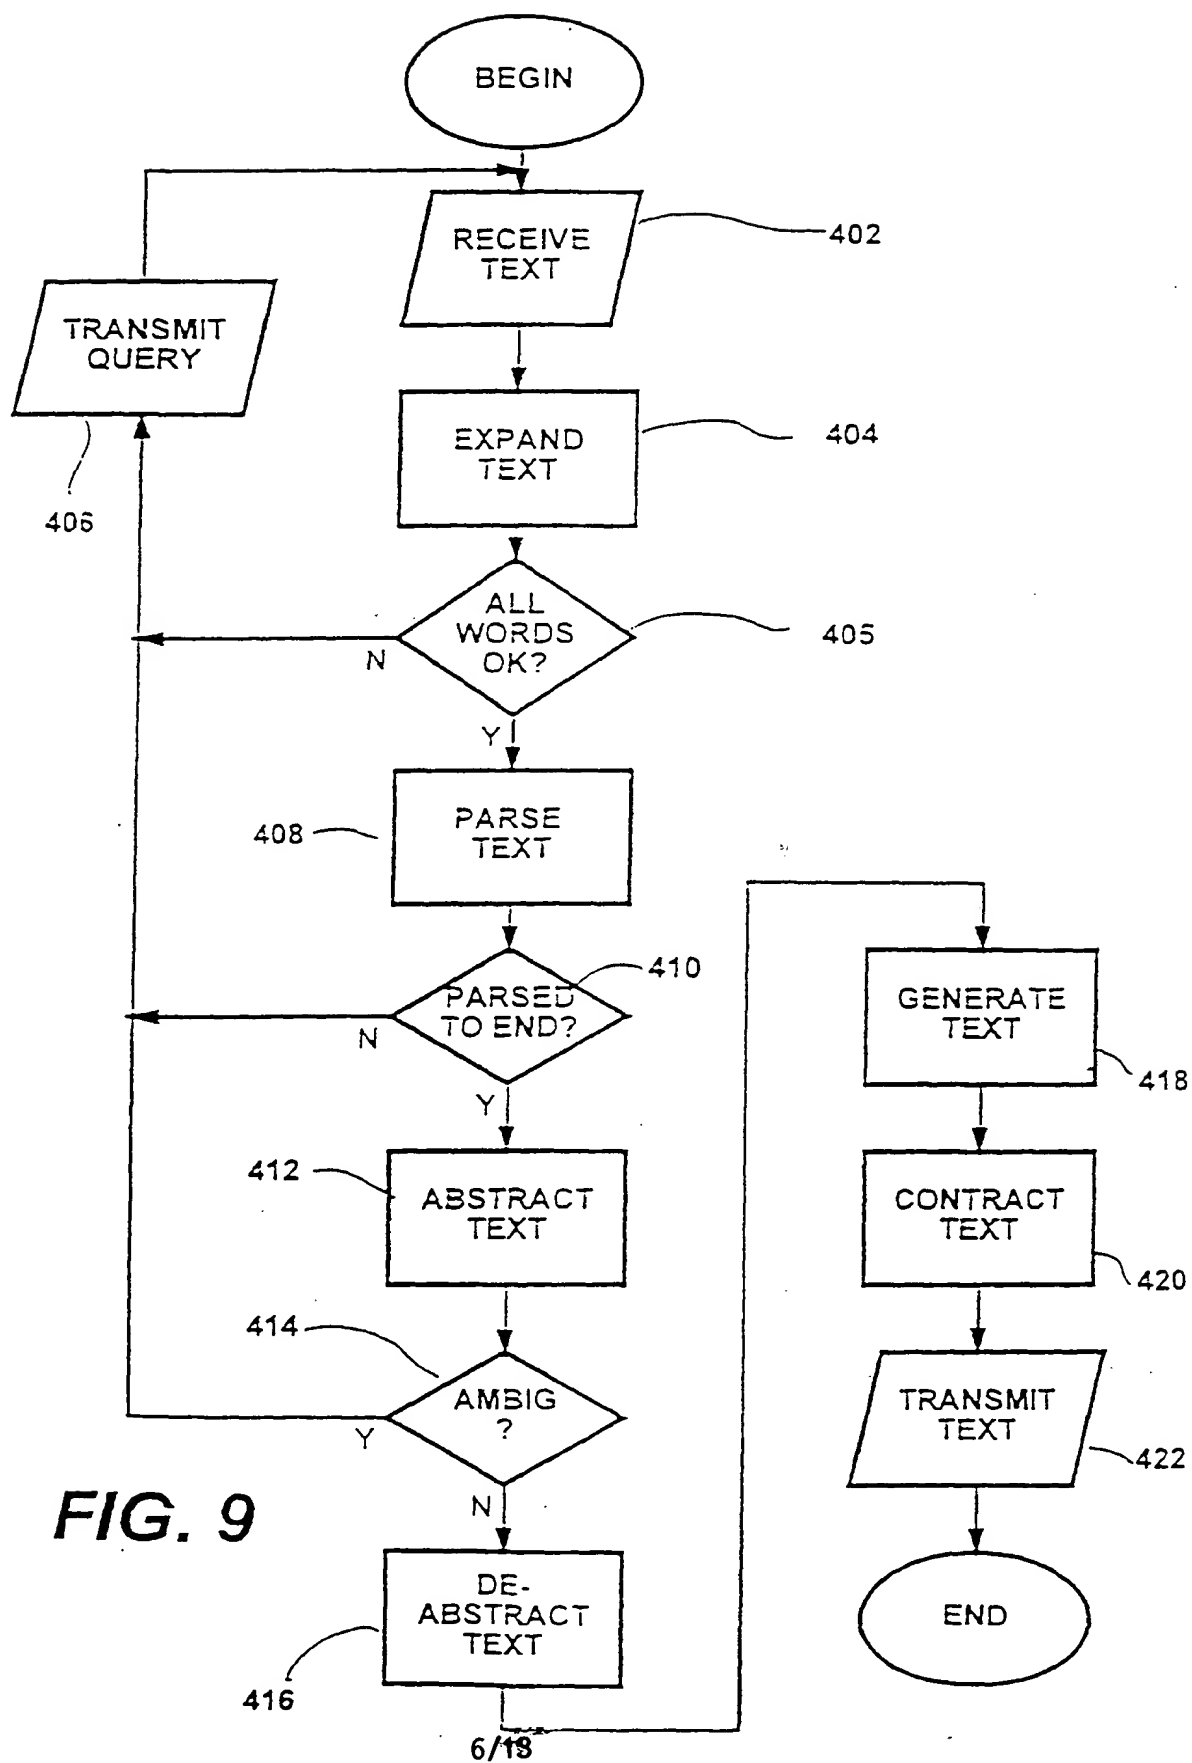 BEGIN
RECEIVE
TEXT
402
TRANSMIT
QUERY
406
EXPAND
TEXT
404
ALL
WORDS
OK?
405
N
Y
PARSE
TEXT
408
PARSED
TO END?
410
N
Y
412
ABSTRACT
TEXT
414
AMBIG
?
Y
N
DE-
ABSTRACT
TEXT
416
GENERATE
TEXT
418
CONTRACT
TEXT
420
TRANSMIT
TEXT
422
END
FIG. 9